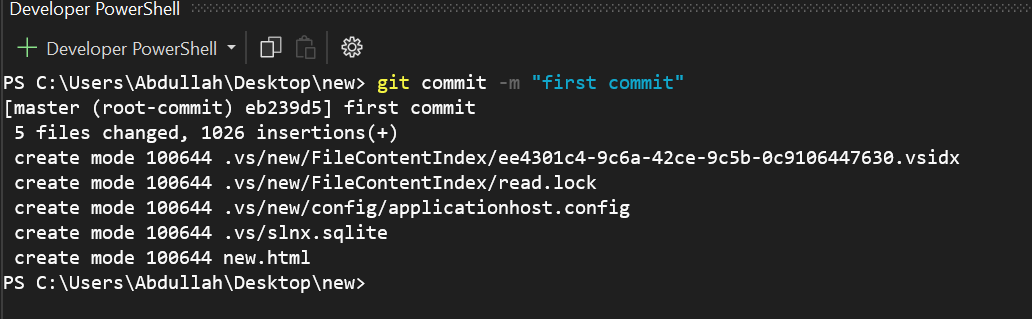 Developer PowerShell
Developer PowerShell
PS C:\Users\Abdullah\Desktop\new> git commit -m "first commit"
[master (root-commit) eb239d5] first commit
 5 files changed, 1026 insertions(+)
 create mode 100644 .vs/new/FileContentIndex/ee4301c4-9c6a-42ce-9c5b-0c9106447630.vsidx
 create mode 100644 .vs/new/FileContentIndex/read.lock
 create mode 100644 .vs/new/config/applicationhost.config
 create mode 100644 .vs/slnx.sqlite
 create mode 100644 new.html
PS C:\Users\Abdullah\Desktop\new>